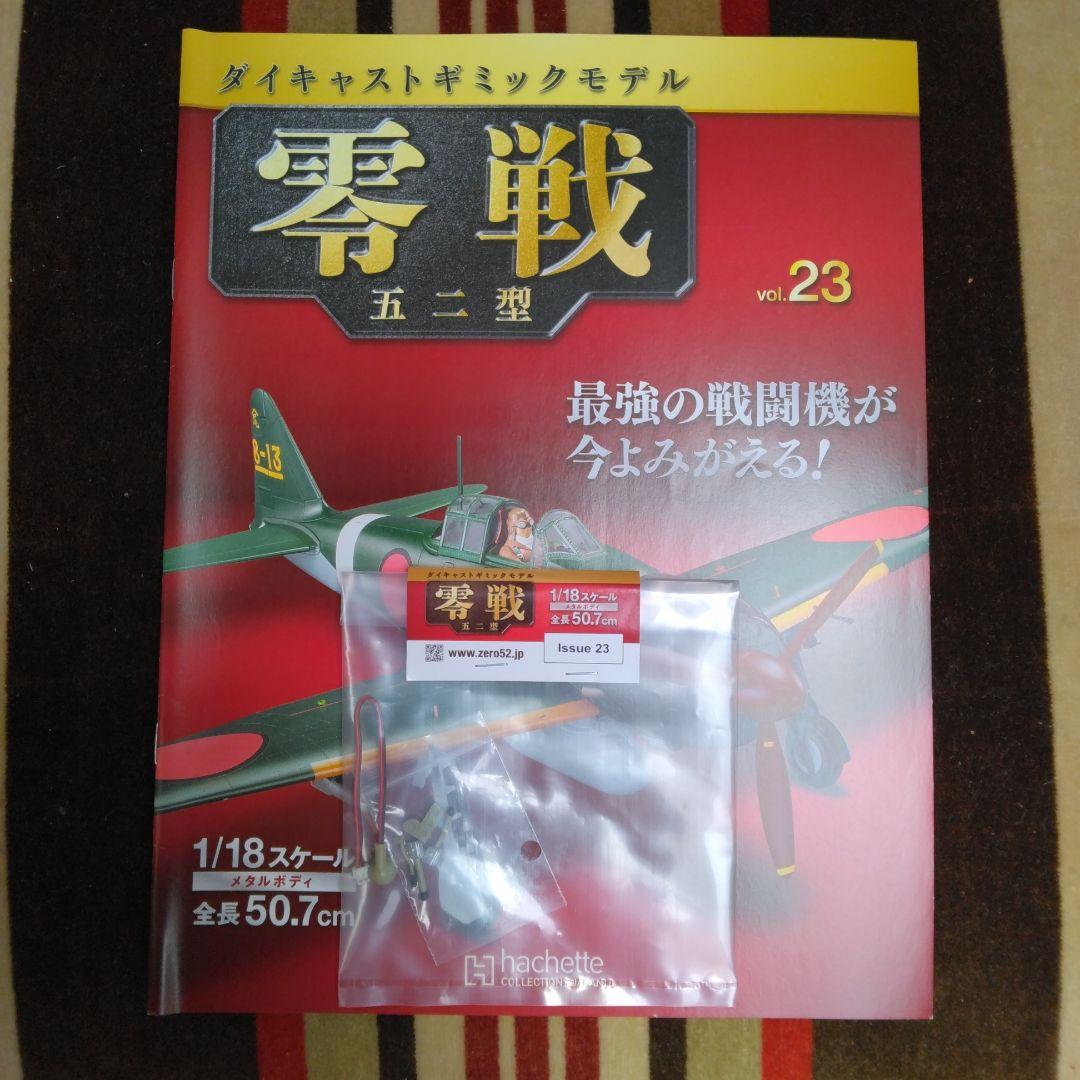 ダイキャストギミックモデル
零戦
五二型
vol.23
最強の戦闘機が
今よみがえる!
8-13
ダイキャストギミックモデル
零戦
五二型
1/18スケール
メタルボディ
全長50.7cm
www.zero52.jp
Issue 23
1/18スケール
メタルボディ
全長50.7cm
hachette
COLLECTIONS JAPAN